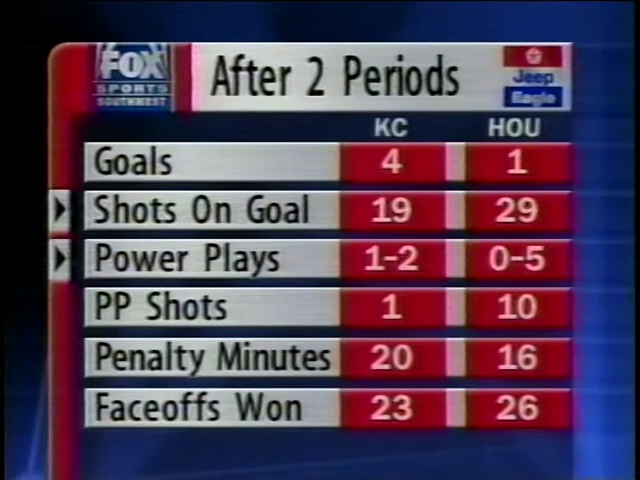 FOX
SPORTS
SOUTHWEST
After 2 Periods
Jeep
Eagle
KC HOU
Goals 4 1
Shots On Goal 19 29
Power Plays 1-2 0-5
PP Shots 1 10
Penalty Minutes 20 16
Faceoffs Won 23 26